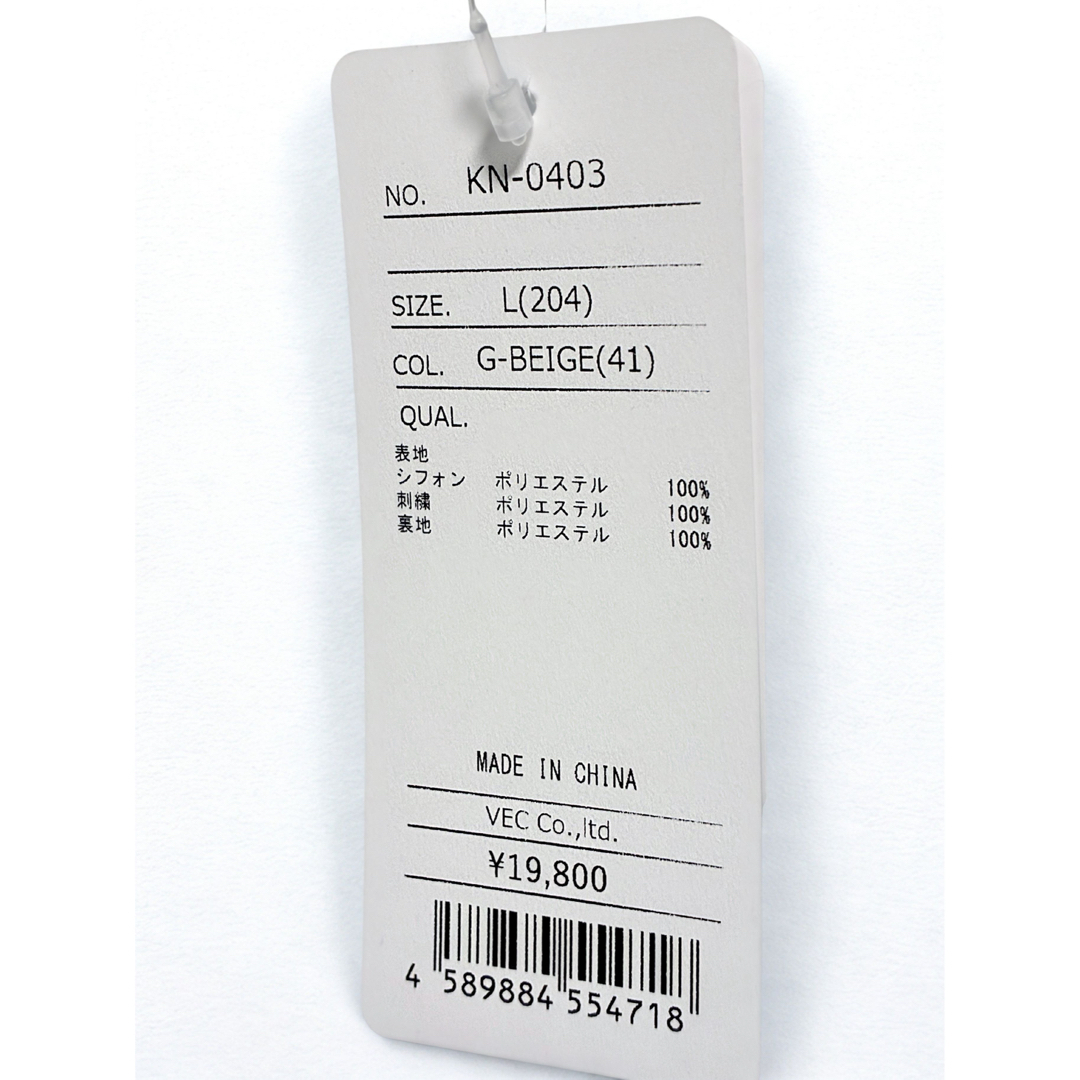 NO. KN-0403
SIZE. L(204)
COL. G-BEIGE(41)
QUAL.
表地
シフォン ポリエステル 100%
刺繍 ポリエステル 100%
裏地 ポリエステル 100%
MADE IN CHINA
VEC Co.,ltd.
¥19,800
4 589884 554718